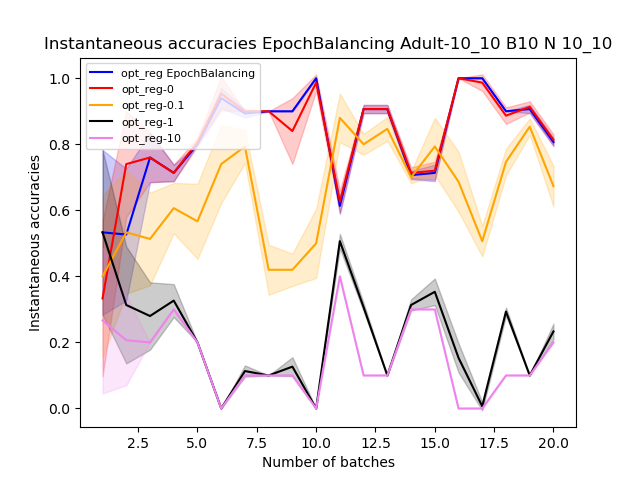 Instantaneous accuracies EpochBalancing Adult-10_10 B10 N 10_10
opt_reg EpochBalancing
opt_reg-0
opt_reg-0.1
opt_reg-1
opt_reg-10
Instantaneous accuracies
1.0
0.8
0.6
0.4
0.2
0.0
2.5 5.0 7.5 10.0 12.5 15.0 17.5 20.0
Number of batches